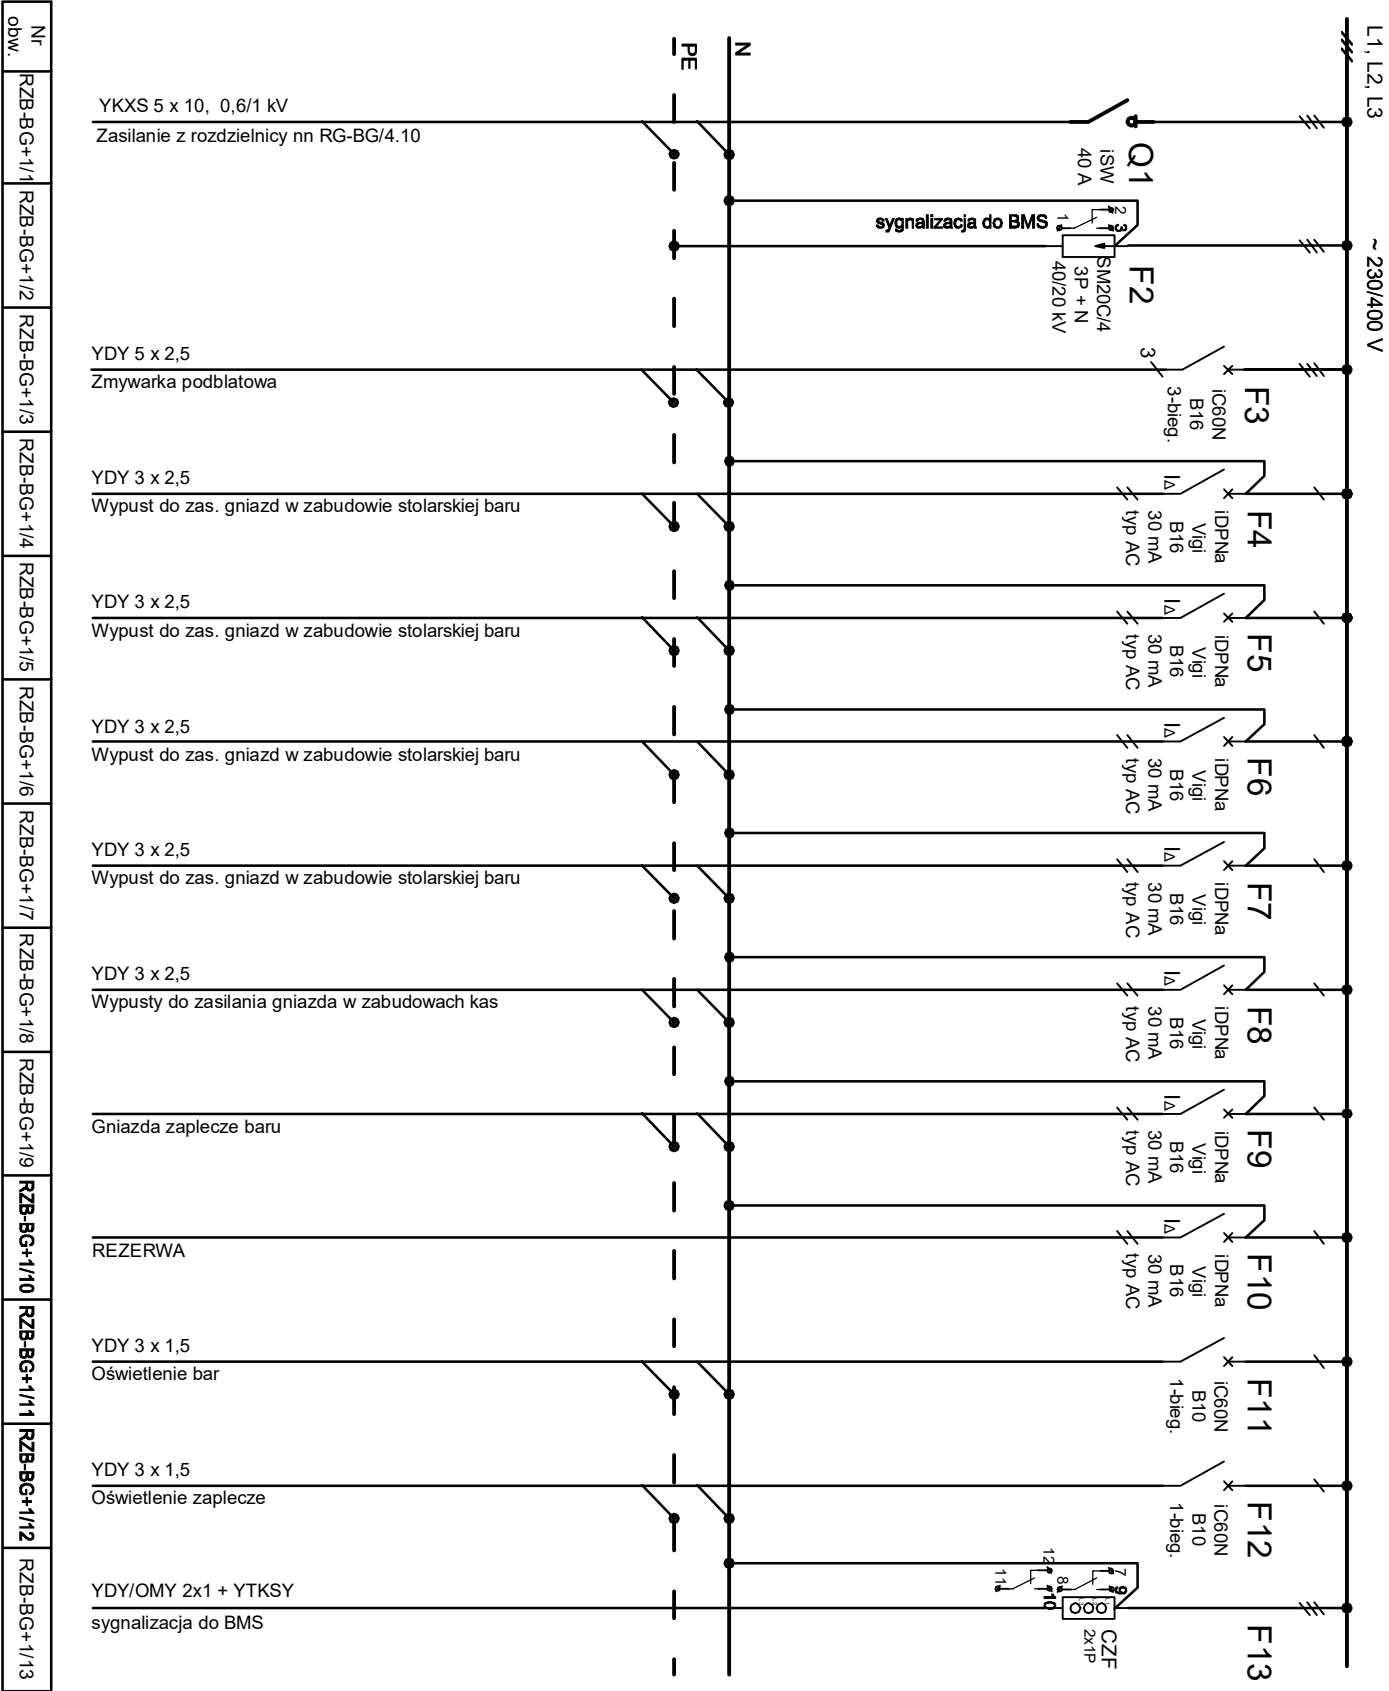 L1, L2, L3
~ 230/400 V
N
PE
Nr
obw.
RZB-BG+1/1
YKXS 5 x 10, 0,6/1 kV
Zasilanie z rozdzielnicy nn RG-BG/4.10
Q1
iSW
40 A
RZB-BG+1/2
sygnalizacja do BMS
1
2
3
F2
SM20C/4
3P + N
40/20 kV
RZB-BG+1/3
YDY 5 x 2,5
Zmywarka podblatowa
3
F3
iC60N
B16
3-bieg.
RZB-BG+1/4
YDY 3 x 2,5
Wypust do zas. gniazd w zabudowie stolarskiej baru
I∆
F4
iDPNa
Vigi
B16
30 mA
typ AC
RZB-BG+1/5
YDY 3 x 2,5
Wypust do zas. gniazd w zabudowie stolarskiej baru
I∆
F5
iDPNa
Vigi
B16
30 mA
typ AC
RZB-BG+1/6
YDY 3 x 2,5
Wypust do zas. gniazd w zabudowie stolarskiej baru
I∆
F6
iDPNa
Vigi
B16
30 mA
typ AC
RZB-BG+1/7
YDY 3 x 2,5
Wypust do zas. gniazd w zabudowie stolarskiej baru
I∆
F7
iDPNa
Vigi
B16
30 mA
typ AC
RZB-BG+1/8
YDY 3 x 2,5
Wypusty do zasilania gniazda w zabudowach kas
I∆
F8
iDPNa
Vigi
B16
30 mA
typ AC
RZB-BG+1/9
Gniazda zaplecze baru
I∆
F9
iDPNa
Vigi
B16
30 mA
typ AC
RZB-BG+1/10
REZERWA
I∆
F10
iDPNa
Vigi
B16
30 mA
typ AC
RZB-BG+1/11
YDY 3 x 1,5
Oświetlenie bar
F11
iC60N
B10
1-bieg.
RZB-BG+1/12
YDY 3 x 1,5
Oświetlenie zaplecze
F12
iC60N
B10
1-bieg.
RZB-BG+1/13
YDY/OMY 2x1 + YTKSY
sygnalizacja do BMS
7
8
9
10
11
12
F13
CZF
2x1P